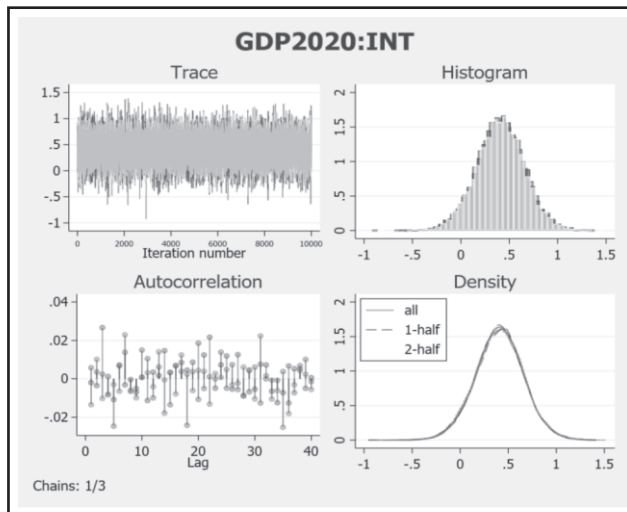 GDP2020:INT
Trace
1.5
1
.5
0
-.5
-1
0 2000 4000 6000 8000 10000
Iteration number
Histogram
2
1.5
1
.5
0
-1 -.5 0 .5 1 1.5
Autocorrelation
.04
.02
0
-.02
0 10 20 30 40
Lag
Density
2
1.5
1
.5
0
all
1-half
2-half
-1 -.5 0 .5 1 1.5
Chains: 1/3